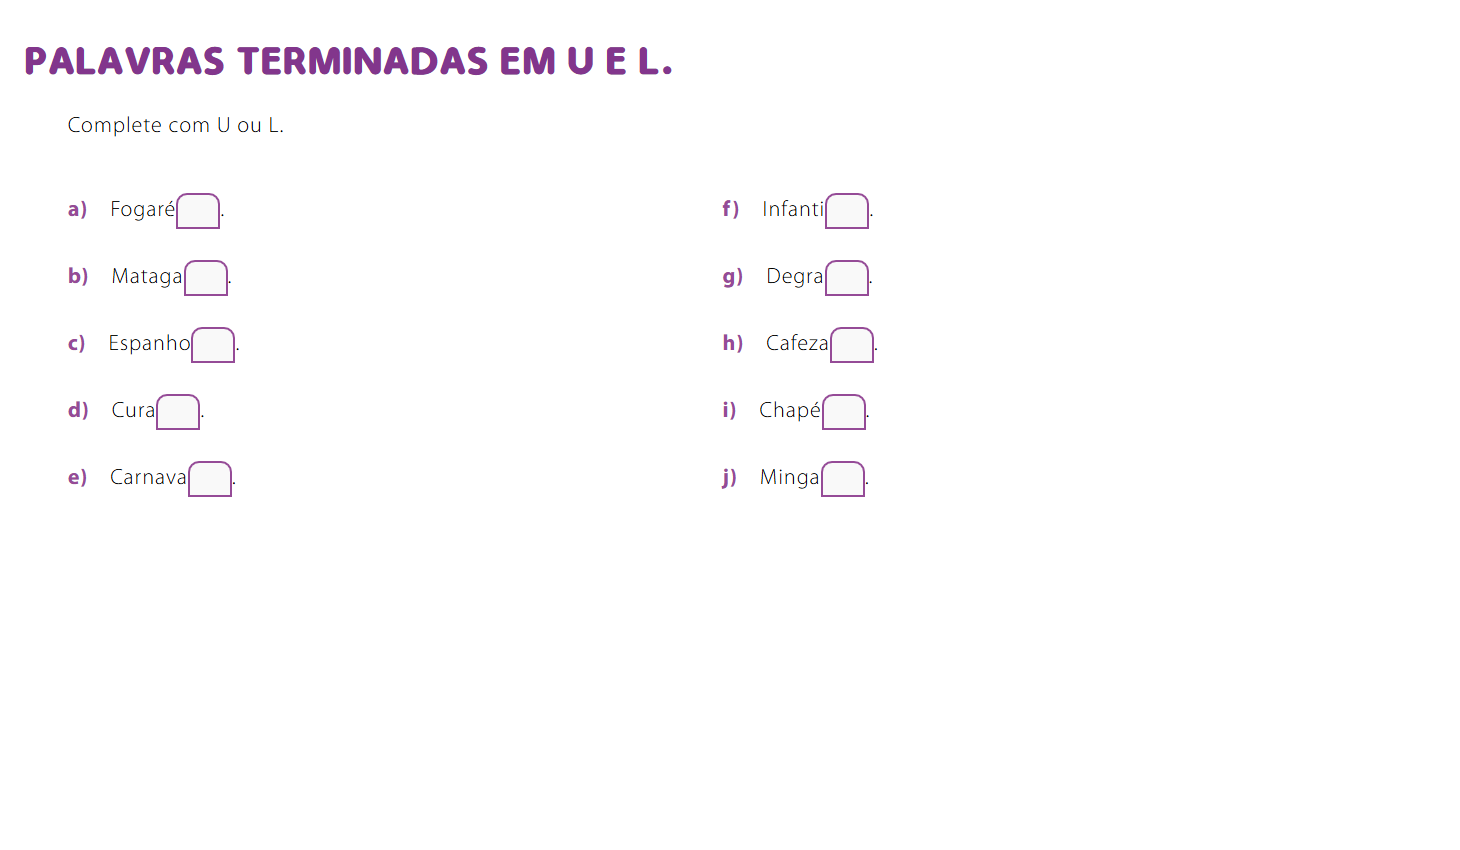 PALAVRAS TERMINADAS EM U E L.
Complete com U ou L.
a) Fogaré .
b) Mataga .
c) Espanho .
d) Cura .
e) Carnava .
f) Infanti .
g) Degra .
h) Cafeza .
i) Chapé .
j) Minga .